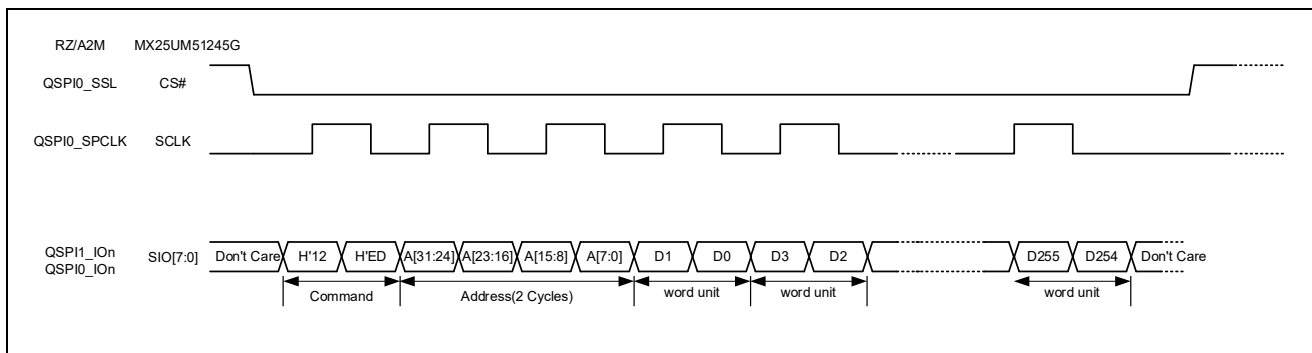 RZ/A2M MX25UM51245G
QSPI0_SSL CS#
QSPI0_SPCLK SCLK
QSPI1_IOn
QSPI0_IOn SIO[7:0] Don't Care H'12 H'ED A[31:24] A[23:16] A[15:8] A[7:0] D1 D0 D3 D2 D255 D254 Don't Care
Command Address(2 Cycles) word unit word unit word unit